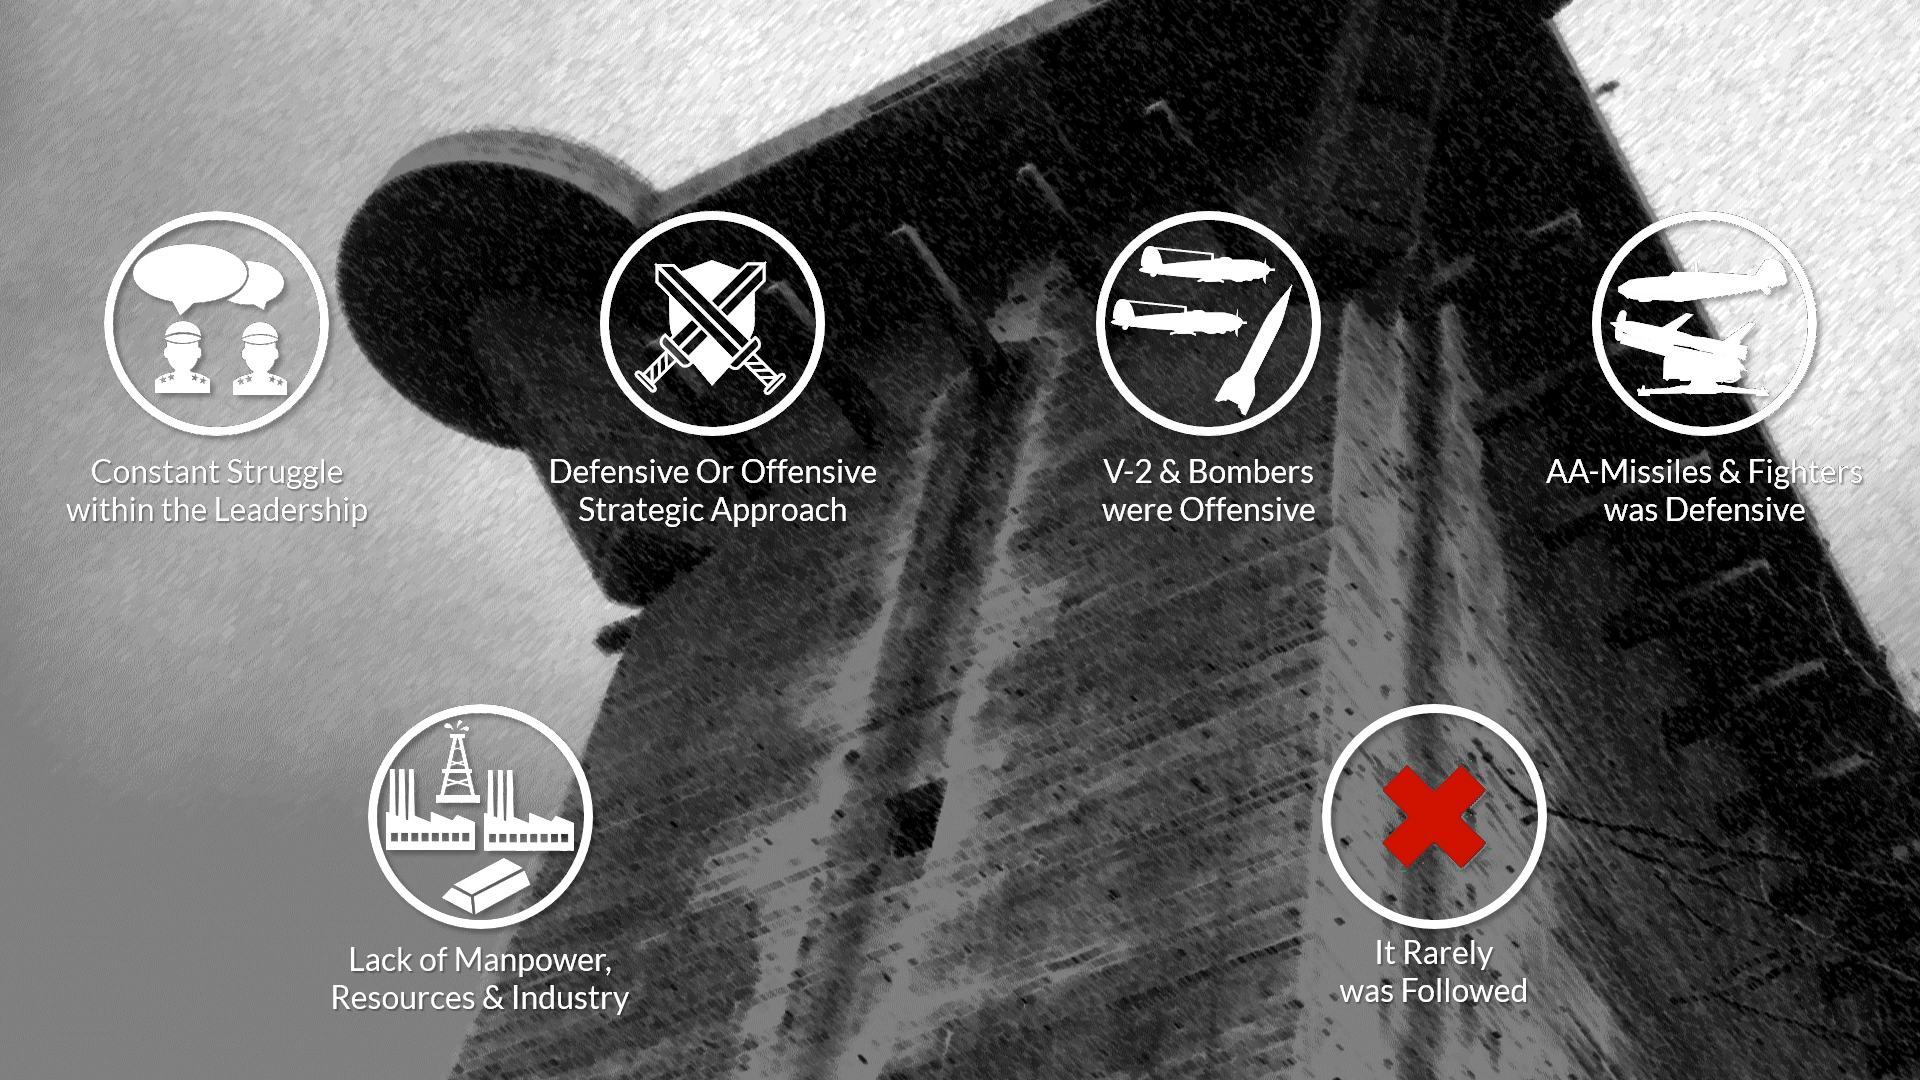 Constant Struggle
within the Leadership
Defensive Or Offensive
Strategic Approach
V-2 & Bombers
were Offensive
AA-Missiles & Fighters
was Defensive
Lack of Manpower,
Resources & Industry
It Rarely
was Followed